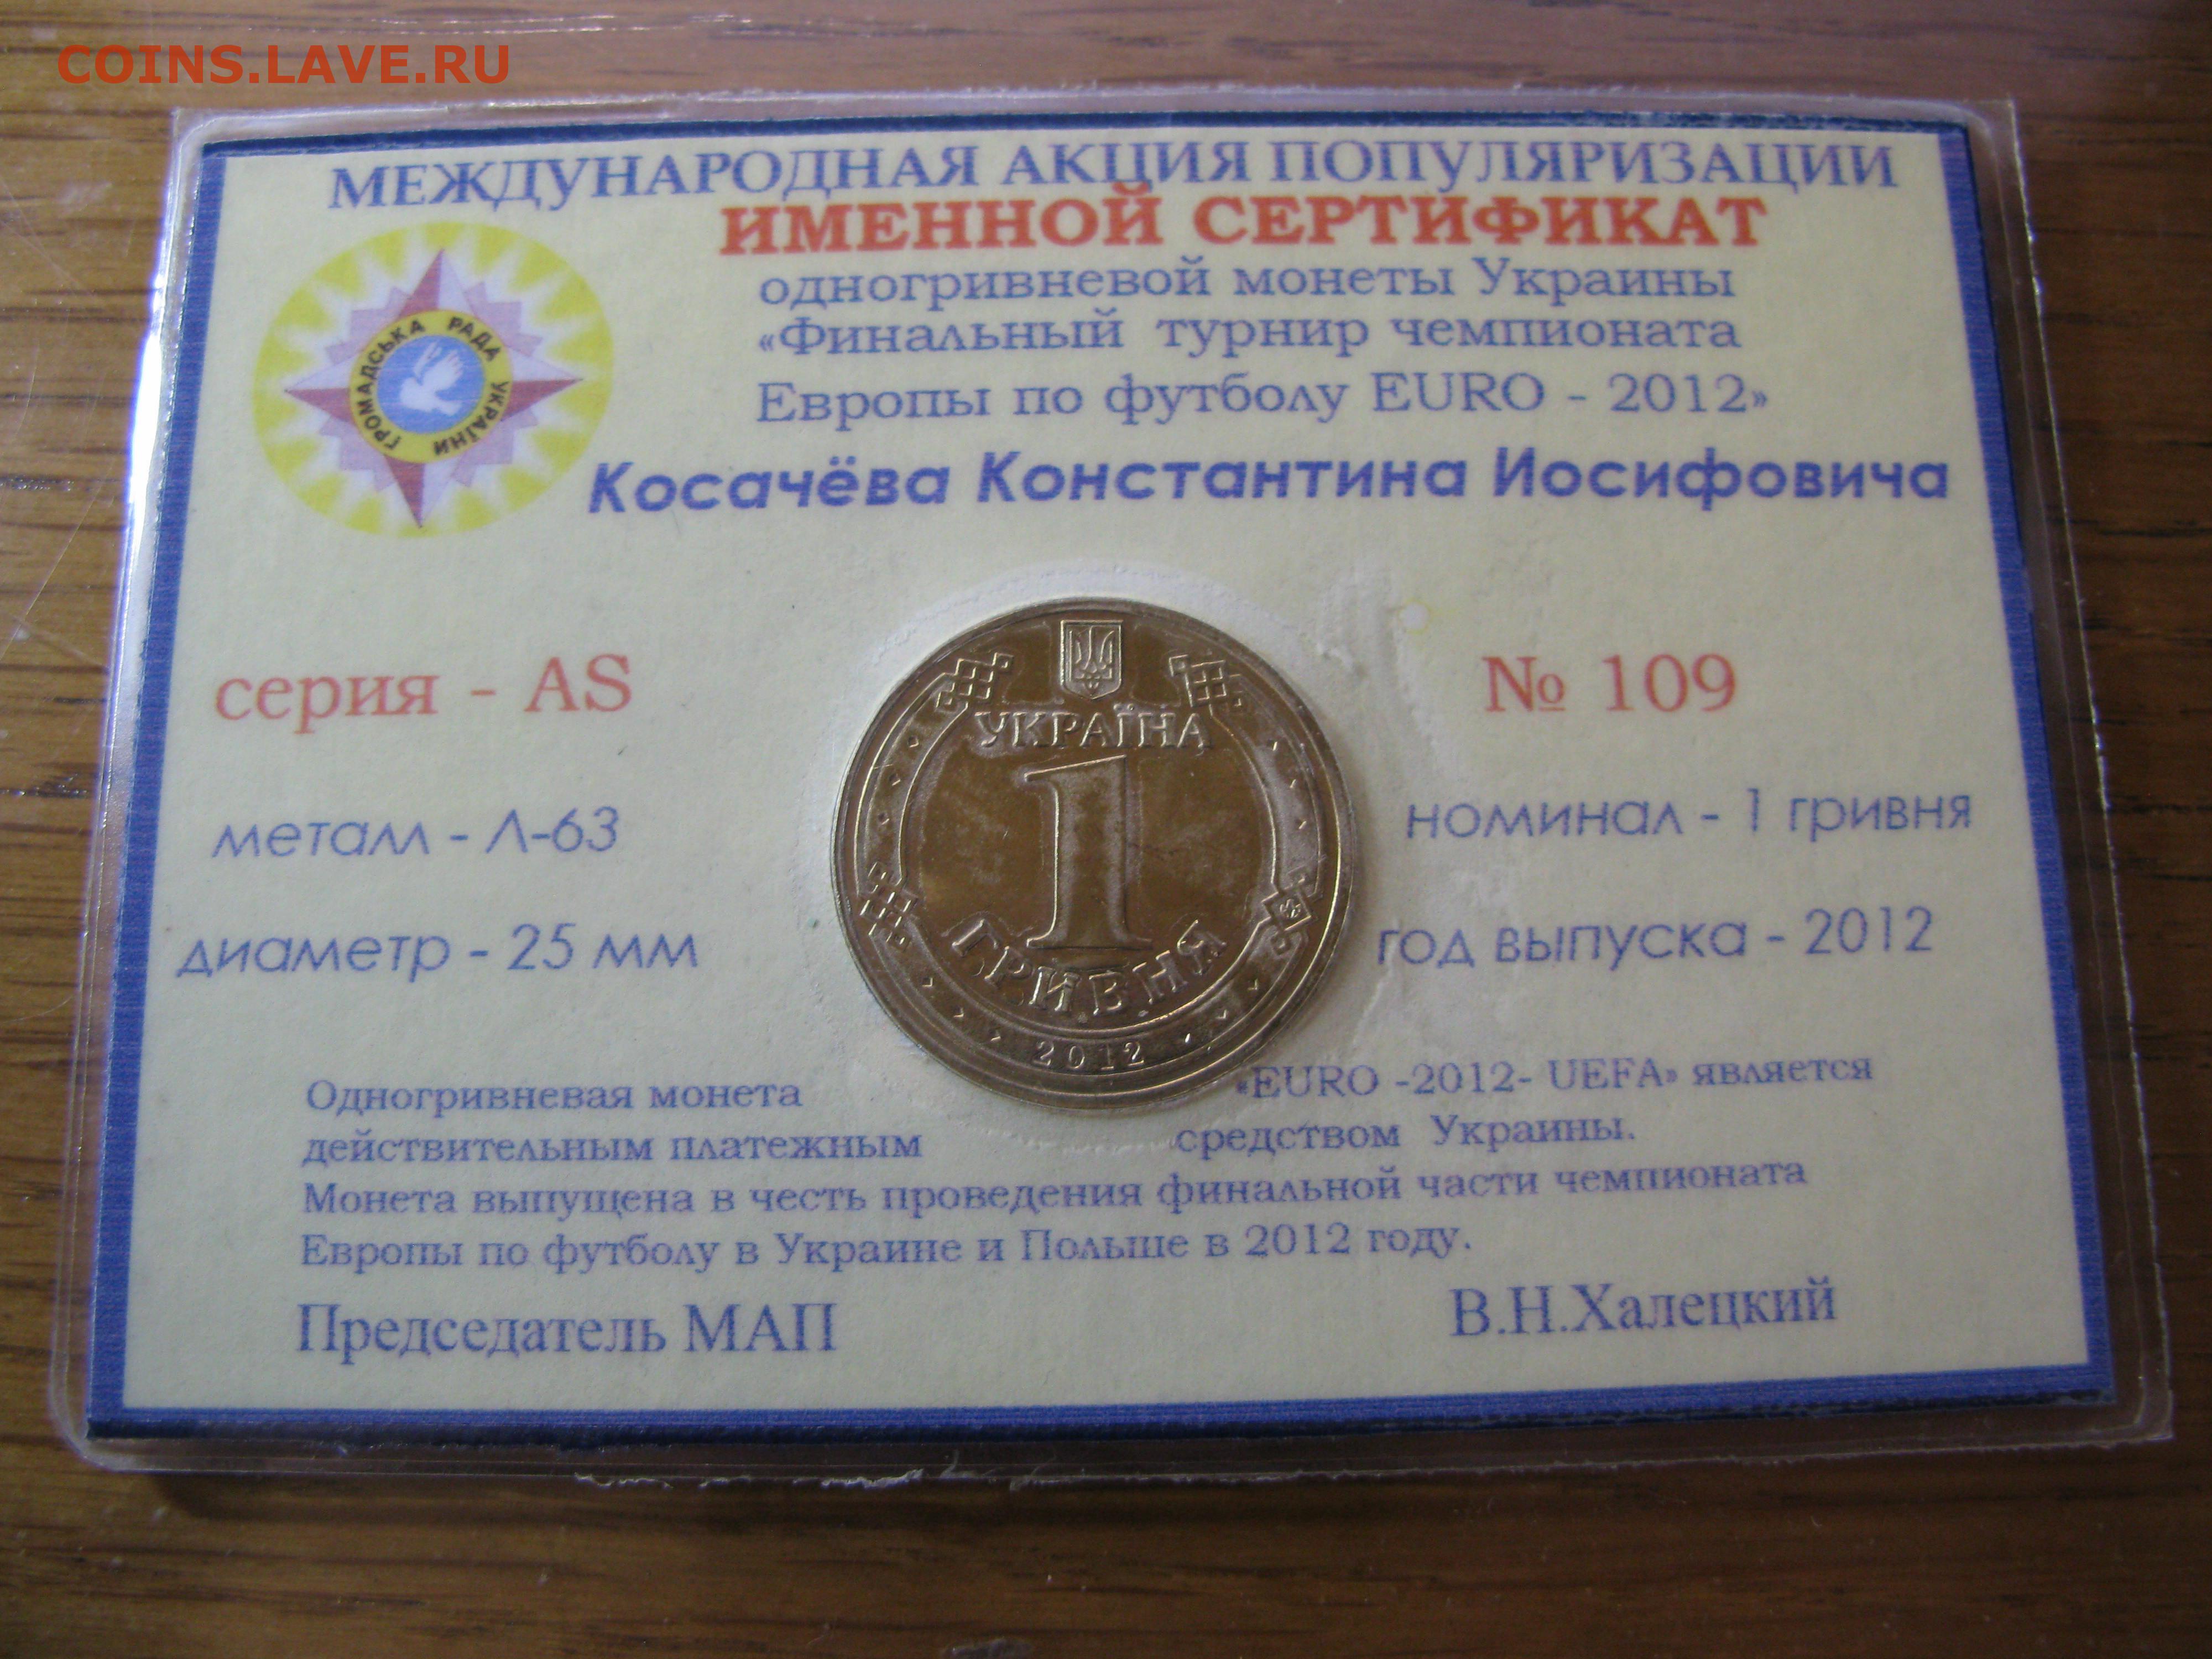 COINS.LAVE.RU
МЕЖДУНАРОДНАЯ АКЦИЯ ПОПУЛЯРИЗАЦИИ
ИМЕННОЙ СЕРТИФИКАТ
одногривневой монеты Украины
«Финальный турнир чемпионата
Европы по футболу EURO - 2012»
ГРОМАДСЬКА РАДА УКРАЇНИ
Косачёва Константина Иосифовича
серия - AS
№ 109
метал - Л-63
номинал - 1 гривня
диаметр - 25 мм
год выпуска - 2012
УКРАЇНА
1
ГРИВНЯ
2012
Одногривневая монета «EURO -2012- UEFA» является
действительным платежным средством Украины.
Монета выпущена в честь проведения финальной части чемпионата
Европы по футболу в Украине и Польше в 2012 году.
Председатель МАП В.Н.Халецкий